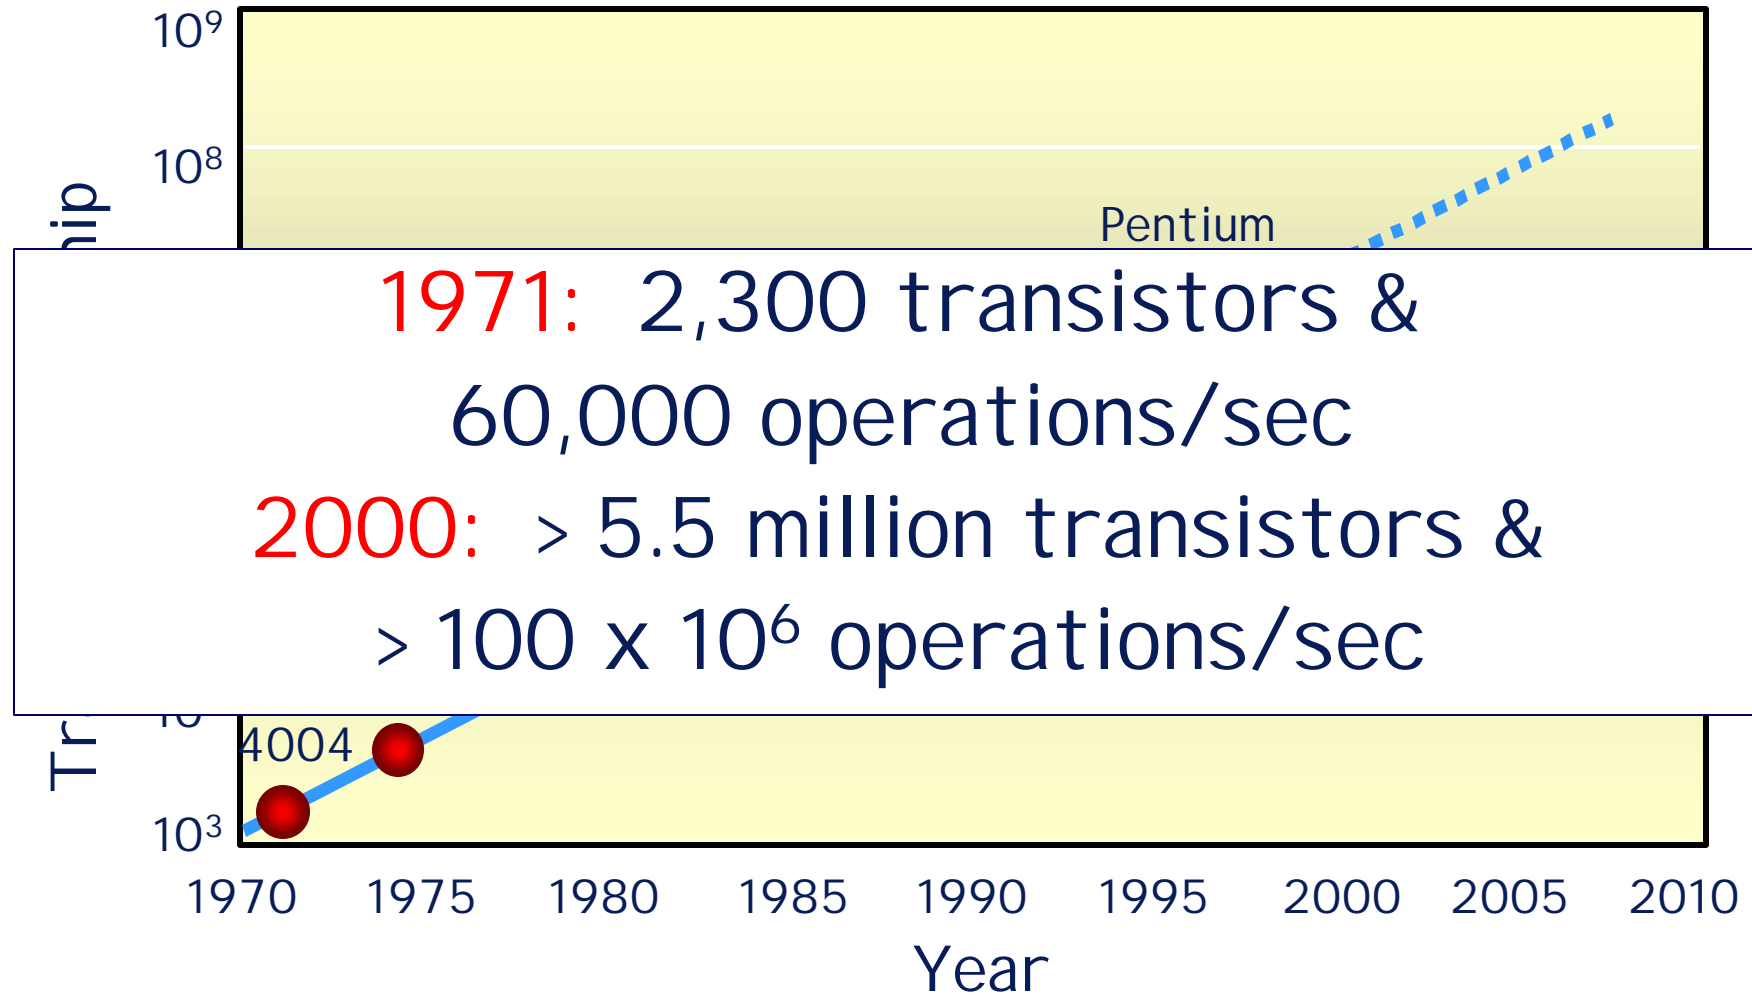 10⁹
10⁸
Pentium
1971: 2,300 transistors &
60,000 operations/sec
2000: > 5.5 million transistors &
> 100 x 10⁶ operations/sec
4004
10³
1970 1975 1980 1985 1990 1995 2000 2005 2010
Year